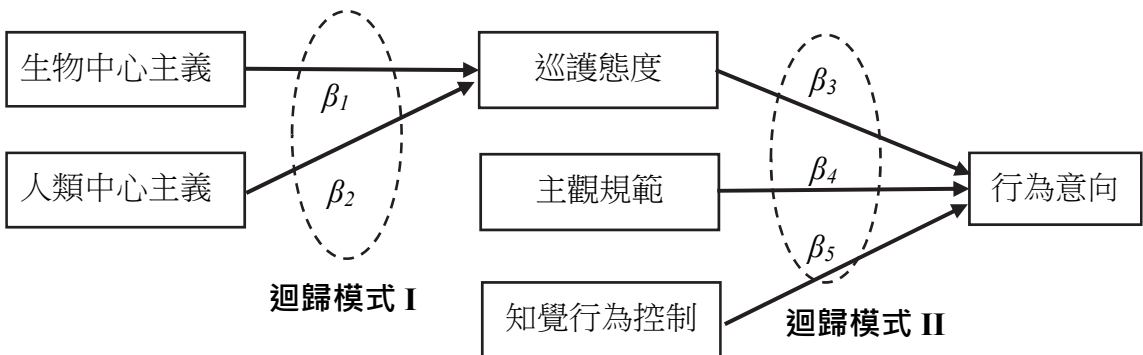 生物中心主義
巡護態度
β1
β3
人類中心主義
β2
主觀規範
β4
行為意向
β5
迴歸模式 I
知覺行為控制
迴歸模式 II